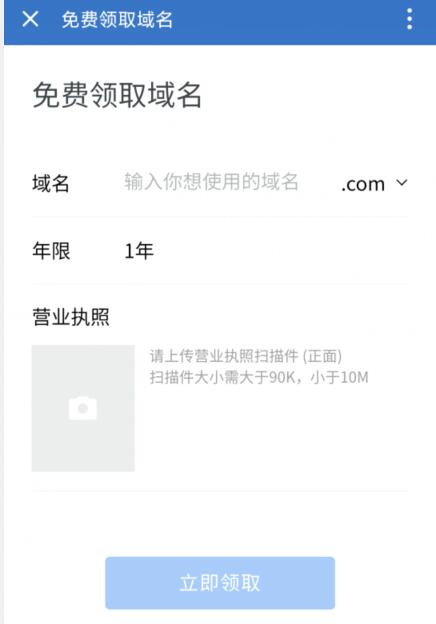 免费领取域名
免费领取域名
域名 输入你想使用的域名 .com
年限 1年
营业执照
请上传营业执照扫描件 (正面)
扫描件大小需大于90K，小于10M
立即领取